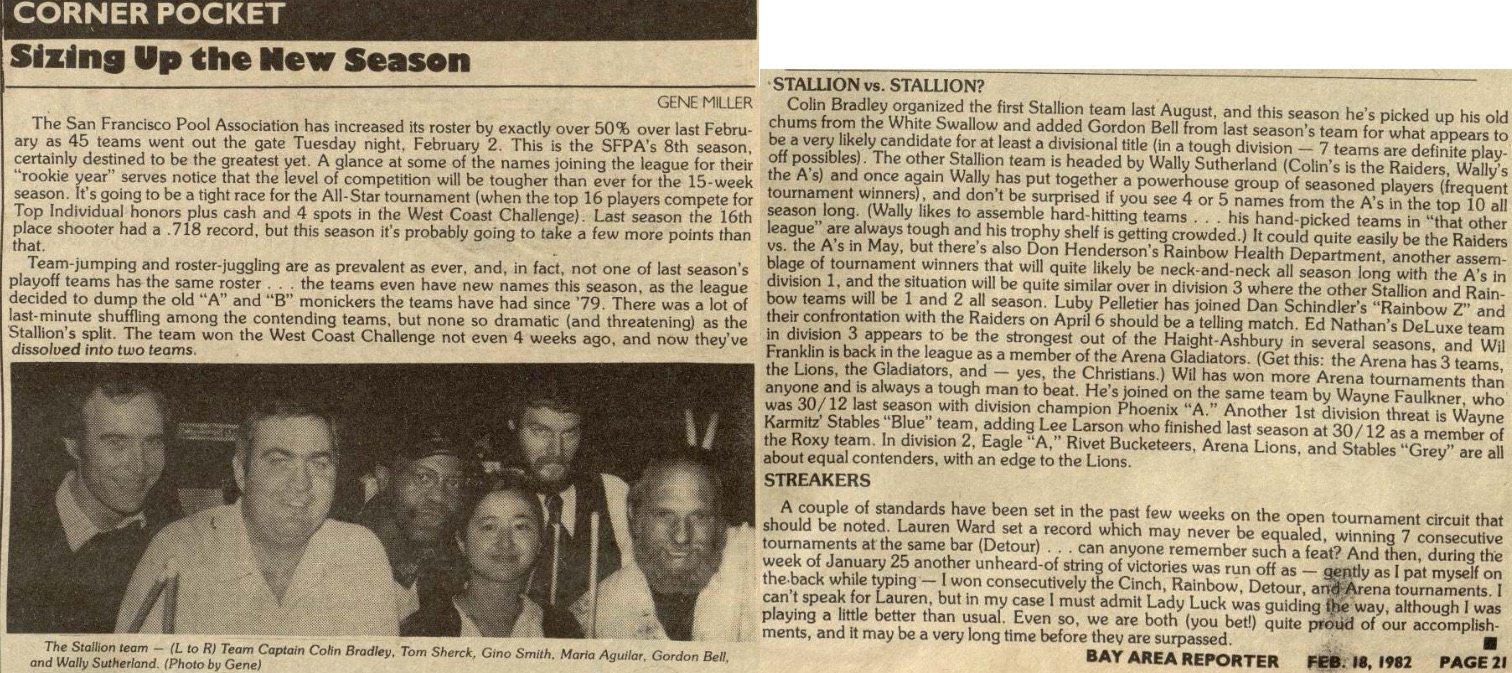 CORNER POCKET
Sizing Up the New Season
GENE MILLER
The San Francisco Pool Association has increased its roster by exactly over 50% over last Febru-
ary as 45 teams went out the gate Tuesday night, February 2. This is the SFPA's 8th season,
certainly destined to be the greatest yet. A glance at some of the names joining the league for their
"rookie year" serves notice that the level of competition will be tougher than ever for the 15-week
season. It's going to be a tight race for the All-Star tournament (when the top 16 players compete for
Top Individual honors plus cash and 4 spots in the West Coast Challenge). Last season the 16th
place shooter had a .718 record, but this season it's probably going to take a few more points than
that.
Team-jumping and roster-juggling are as prevalent as ever, and, in fact, not one of last season's
playoff teams has the same roster . . . the teams even have new names this season, as the league
decided to dump the old "A" and "B" monickers the teams have had since '79. There was a lot of
last-minute shuffling among the contending teams, but none so dramatic (and threatening) as the
Stallion's split. The team won the West Coast Challenge not even 4 weeks ago, and now they've
dissolved into two teams.
The Stallion team — (L to R) Team Captain Colin Bradley, Tom Sherck, Gino Smith, Maria Aguilar, Gordon Bell,
and Wally Sutherland. (Photo by Gene)
STALLION vs. STALLION?
Colin Bradley organized the first Stallion team last August, and this season he's picked up his old
chums from the White Swallow and added Gordon Bell from last season's team for what appears to
be a very likely candidate for at least a divisional title (in a tough division — 7 teams are definite play-
off possibles). The other Stallion team is headed by Wally Sutherland (Colin's is the Raiders, Wally's
the A's) and once again Wally has put together a powerhouse group of seasoned players (frequent
tournament winners), and don't be surprised if you see 4 or 5 names from the A's in the top 10 all
season long. (Wally likes to assemble hard-hitting teams . . . his hand-picked teams in "that other
league" are always tough and his trophy shelf is getting crowded.) It could quite easily be the Raiders
vs. the A's in May, but there's also Don Henderson's Rainbow Health Department, another assem-
blage of tournament winners that will quite likely be neck-and-neck all season long with the A's in
division 1, and the situation will be quite similar over in division 3 where the other Stallion and Rain-
bow teams will be 1 and 2 all season. Luby Pelletier has joined Dan Schindler's "Rainbow Z" and
their confrontation with the Raiders on April 6 should be a telling match. Ed Nathan's DeLuxe team
in division 3 appears to be the strongest out of the Haight-Ashbury in several seasons, and Wil
Franklin is back in the league as a member of the Arena Gladiators. (Get this: the Arena has 3 teams,
the Lions, the Gladiators, and — yes, the Christians.) Wil has won more Arena tournaments than
anyone and is always a tough man to beat. He's joined on the same team by Wayne Faulkner, who
was 30/12 last season with division champion Phoenix "A." Another 1st division threat is Wayne
Karmitz' Stables "Blue" team, adding Lee Larson who finished last season at 30/12 as a member of
the Roxy team. In division 2, Eagle "A," Rivet Bucketeers, Arena Lions, and Stables "Grey" are all
about equal contenders, with an edge to the Lions.
STREAKERS
A couple of standards have been set in the past few weeks on the open tournament circuit that
should be noted. Lauren Ward set a record which may never be equaled, winning 7 consecutive
tournaments at the same bar (Detour) . . . can anyone remember such a feat? And then, during the
week of January 25 another unheard-of string of victories was run off as — gently as I pat myself on
the back while typing — I won consecutively the Cinch, Rainbow, Detour, and Arena tournaments. I
can't speak for Lauren, but in my case I must admit Lady Luck was guiding the way, although I was
playing a little better than usual. Even so, we are both (you bet!) quite proud of our accomplish-
ments, and it may be a very long time before they are surpassed.
BAY AREA REPORTER FEB. 18, 1982 PAGE 21